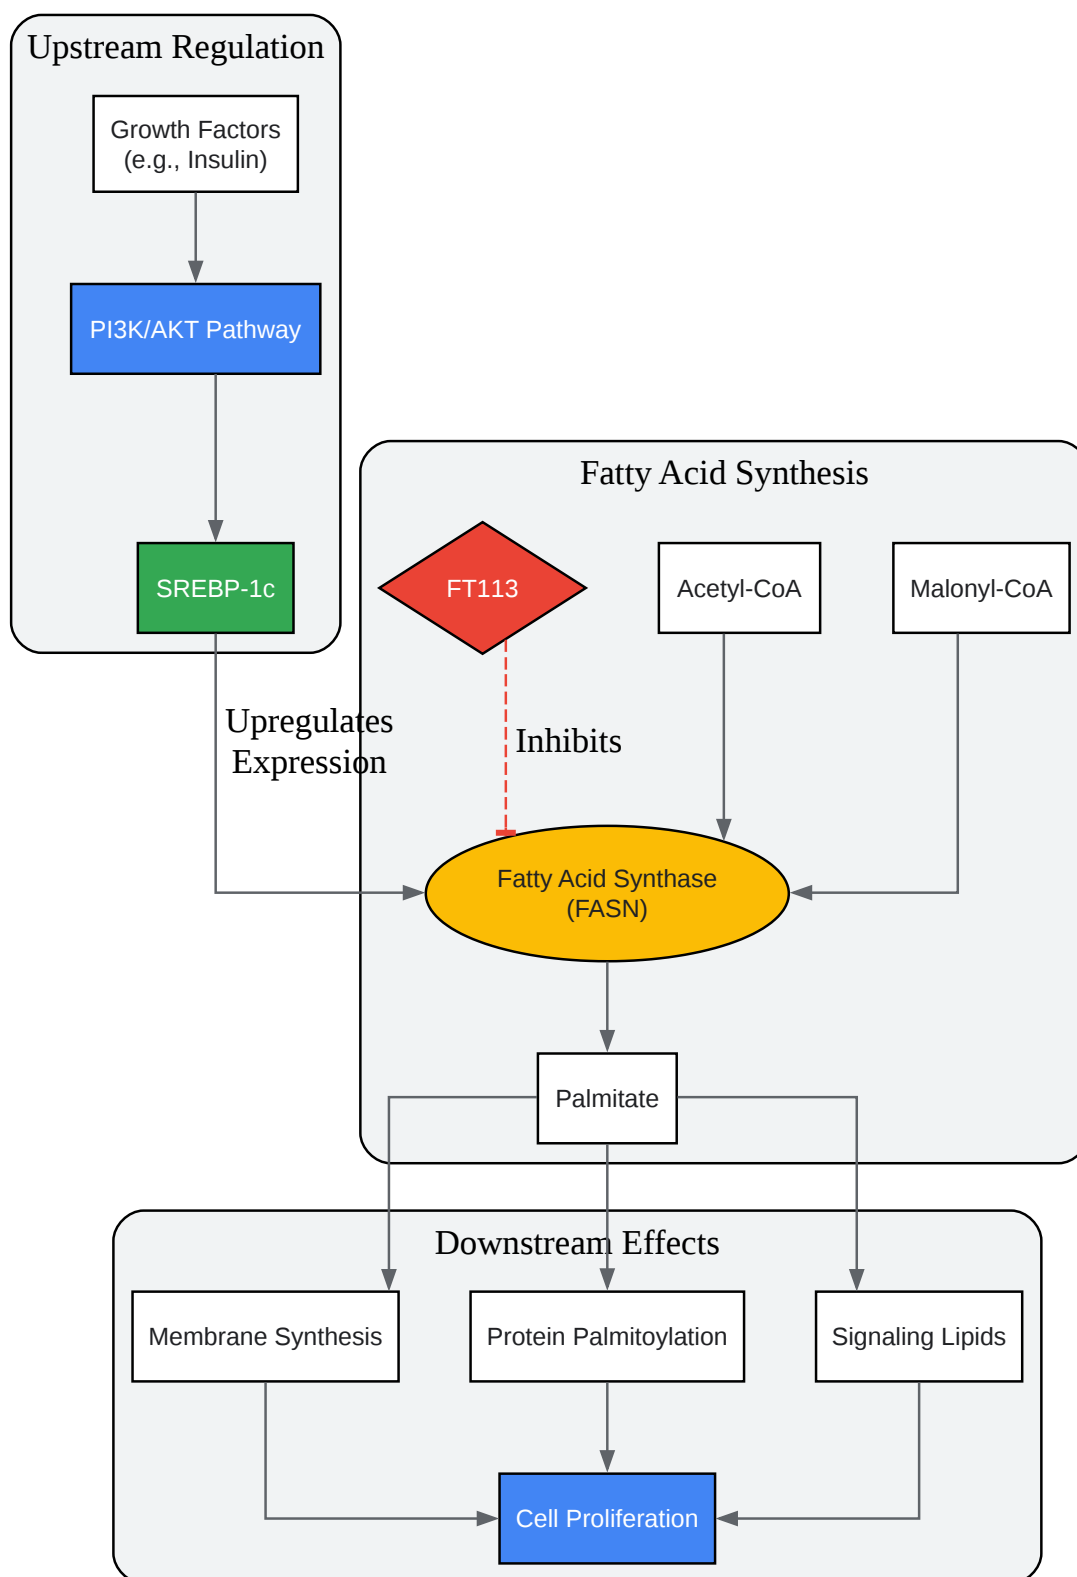 Upstream Regulation
Growth Factors
(e.g., Insulin)
PI3K/AKT Pathway
SREBP-1c
Upregulates
Expression
Fatty Acid Synthesis
FT113
Acetyl-CoA
Malonyl-CoA
Inhibits
Fatty Acid Synthase
(FASN)
Palmitate
Downstream Effects
Membrane Synthesis
Protein Palmitoylation
Signaling Lipids
Cell Proliferation